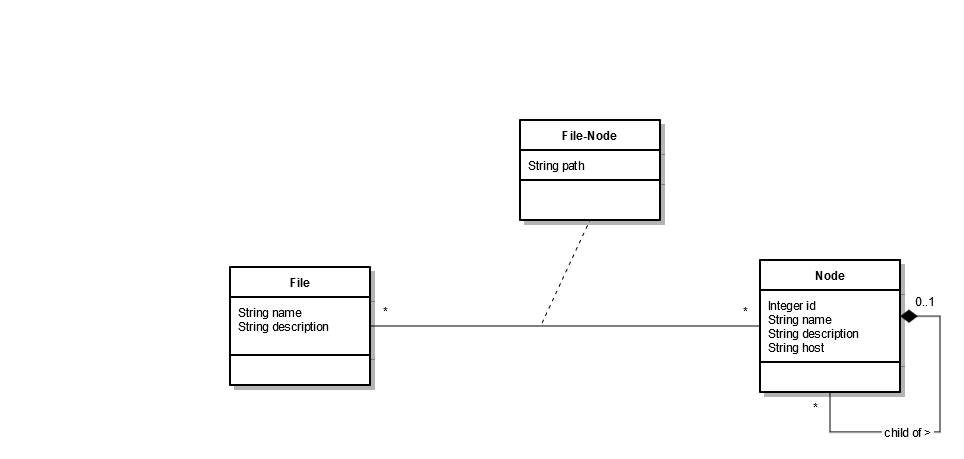 File-Node
String path
File
String name
String description
*
*
Node
Integer id
String name
String description
String host
0..1
*
child of >